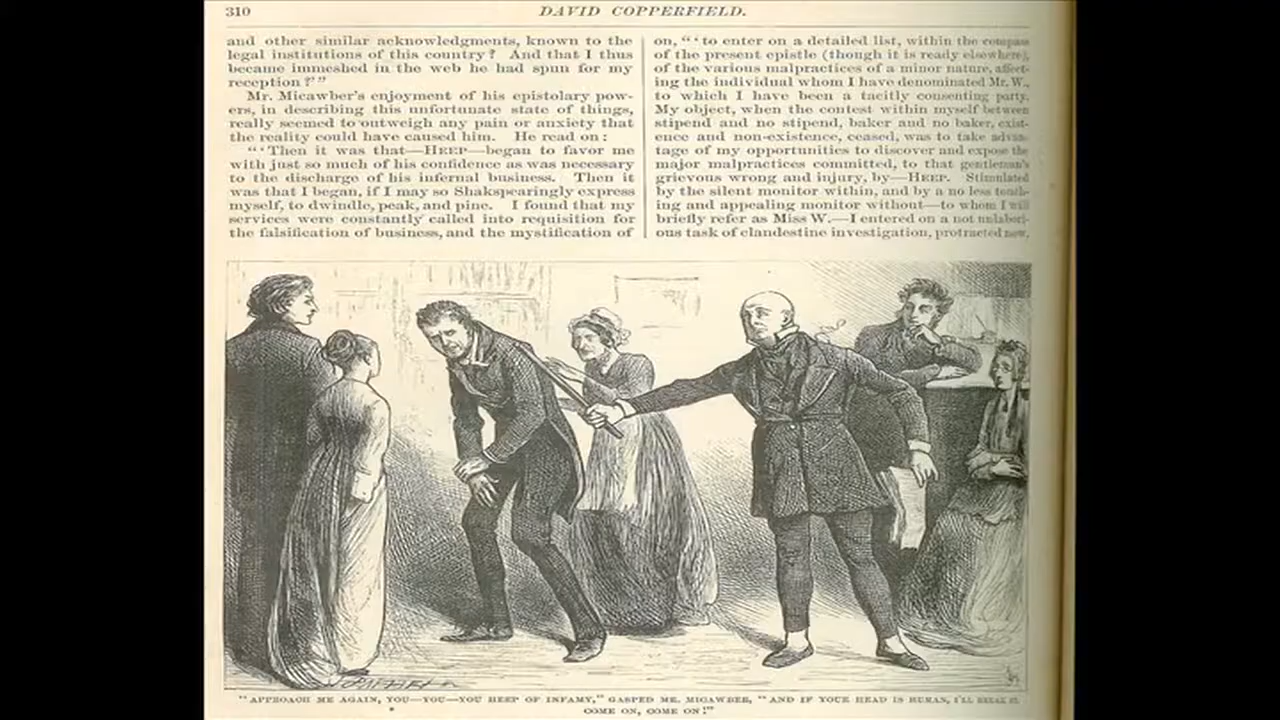 310
DAVID COPPERFIELD.
and other similar acknowledgments, known to the
legal institutions of this country? And that I thus
became immeshed in the web he had spun for my
reception?'"
Mr. Micawber's enjoyment of his epistolary pow-
ers, in describing this unfortunate state of things,
really seemed to outweigh any pain or anxiety that
the reality could have caused him. He read on:
"'Then it was that—HEEP—began to favor me
with just so much of his confidence as was necessary
to the discharge of his infernal business. Then it
was that I began, if I may so Shakspearingly express
myself, to dwindle, peak, and pine. I found that my
services were constantly called into requisition for
the falsification of business, and the mystification of
on, "'to enter on a detailed list, within the compass
of the present epistle (though it is ready elsewhere),
of the various malpractices of a minor nature, affect-
ing the individual whom I have denominated Mr. W.,
to which I have been a tacitly consenting party.
My object, when the contest within myself between
stipend and no stipend, baker and no baker, exist-
ence and non-existence, ceased, was to take advan-
tage of my opportunities to discover and expose the
major malpractices committed, to that gentleman's
grievous wrong and injury, by—HEEP. Stimulated
by the silent monitor within, and by a no less touch-
ing and appealing monitor without—to whom I will
briefly refer as Miss W.—I entered on a not unlabori-
ous task of clandestine investigation, protracted now,
"APPROACH ME AGAIN, YOU—YOU—YOU HEEP OF INFAMY," GASPED MR. MICAWBER, "AND IF YOUR HEAD IS HUMAN, I'LL BREAK IT.
COME ON, COME ON!"